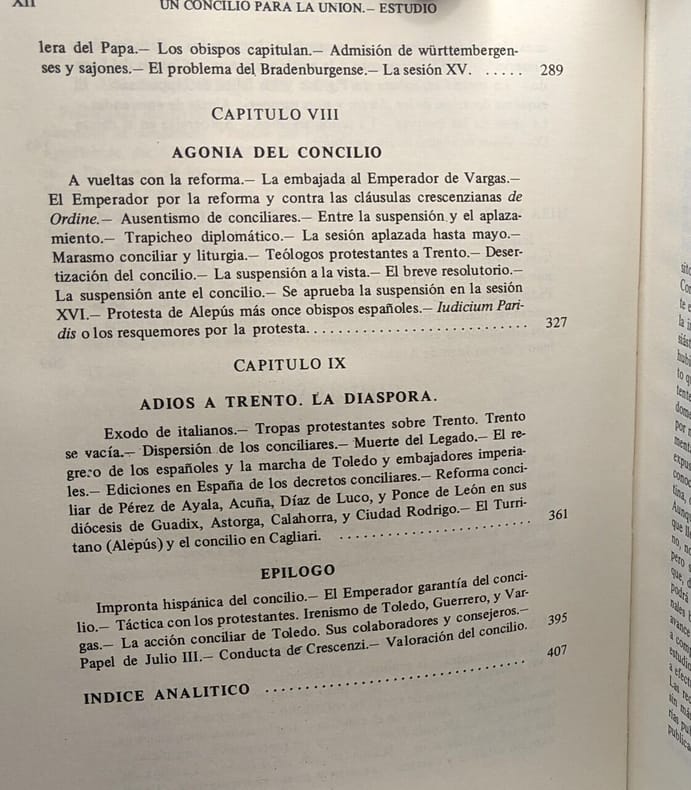 XII
UN CONCILIO PARA LA UNION.— ESTUDIO
lera del Papa.— Los obispos capitulan.— Admisión de württembergen-
ses y sajones.— El problema del Bradenburgense.— La sesión XV. ..... 289
CAPITULO VIII
AGONIA DEL CONCILIO
A vueltas con la reforma.— La embajada al Emperador de Vargas.—
El Emperador por la reforma y contra las cláusulas crescenzianas de
Ordine.— Ausentismo de conciliares.— Entre la suspensión y el aplaza-
miento.— Trapicheo diplomático.— La sesión aplazada hasta mayo.—
Marasmo conciliar y liturgia.— Teólogos protestantes a Trento.— Deser-
tización del concilio.— La suspensión a la vista.— El breve resolutorio.—
La suspensión ante el concilio.— Se aprueba la suspensión en la sesión
XVI.— Protesta de Alepús más once obispos españoles.— Iudicium Pari-
dis o los resquemores por la protesta. .......................... 327
CAPITULO IX
ADIOS A TRENTO. LA DIASPORA.
Exodo de italianos.— Tropas protestantes sobre Trento. Trento
se vacía.— Dispersión de los conciliares.— Muerte del Legado.— El re-
greso de los españoles y la marcha de Toledo y embajadores imperia-
les.— Ediciones en España de los decretos conciliares.— Reforma conci-
liar de Pérez de Ayala, Acuña, Díaz de Luco, y Ponce de León en sus
diócesis de Guadix, Astorga, Calahorra, y Ciudad Rodrigo.— El Turri-
tano (Alepús) y el concilio en Cagliari. ....................... 361
EPILOGO
Impronta hispánica del concilio.— El Emperador garantía del conci-
lio.— Táctica con los protestantes. Irenismo de Toledo, Guerrero, y Var-
gas.— La acción conciliar de Toledo. Sus colaboradores y consejeros.—
Papel de Julio III.— Conducta de Crescenzi.— Valoración del concilio. 395
INDICE ANALITICO .............................. 407